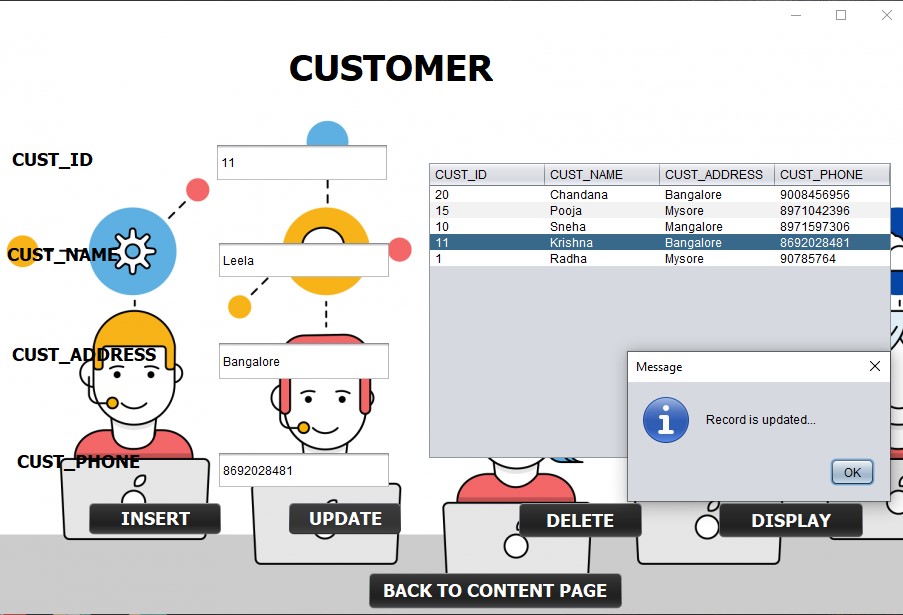 CUSTOMER
CUST_ID
11
CUST_NAME
Leela
CUST_ADDRESS
Bangalore
CUST_PHONE
8692028481
CUST_ID CUST_NAME CUST_ADDRESS CUST_PHONE
20 Chandana Bangalore 9008456956
15 Pooja Mysore 8971042396
10 Sneha Mangalore 8971597306
11 Krishna Bangalore 8692028481
1 Radha Mysore 90785764
Message
Record is updated...
OK
INSERT UPDATE DELETE DISPLAY
BACK TO CONTENT PAGE